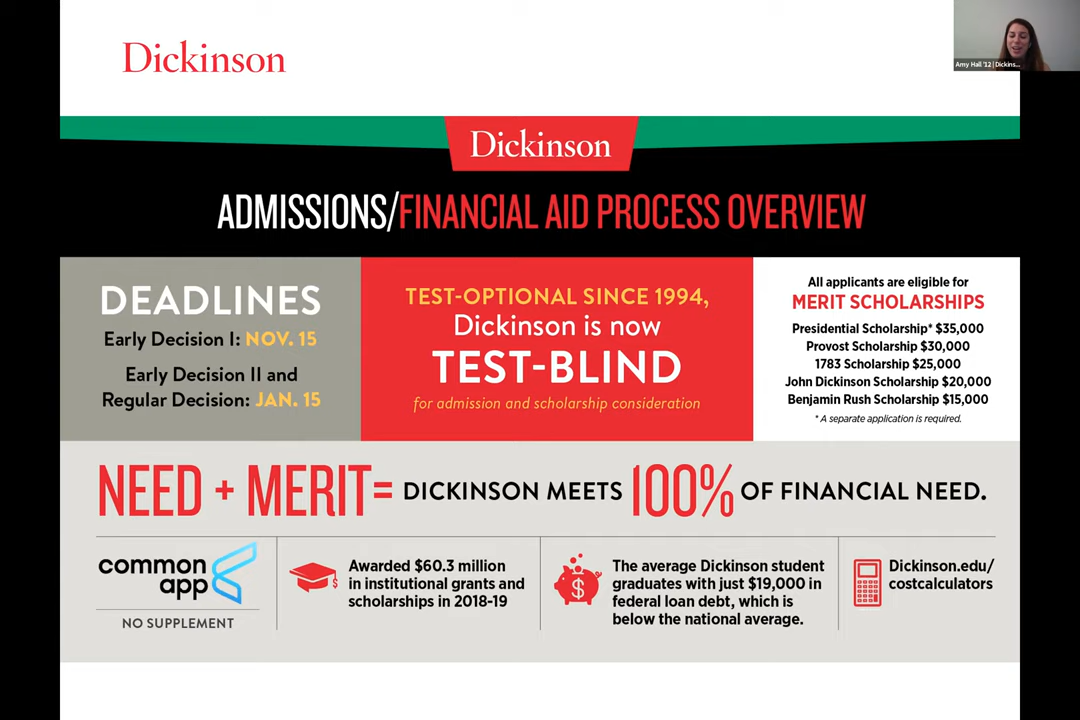 Dickinson
Amy Hall '12 | Dickins...
Dickinson
ADMISSIONS/FINANCIAL AID PROCESS OVERVIEW
DEADLINES
Early Decision I: NOV. 15
Early Decision II and
Regular Decision: JAN. 15
TEST-OPTIONAL SINCE 1994,
Dickinson is now
TEST-BLIND
for admission and scholarship consideration
All applicants are eligible for
MERIT SCHOLARSHIPS
Presidential Scholarship* $35,000
Provost Scholarship $30,000
1783 Scholarship $25,000
John Dickinson Scholarship $20,000
Benjamin Rush Scholarship $15,000
* A separate application is required.
NEED + MERIT= DICKINSON MEETS 100% OF FINANCIAL NEED.
common
app
NO SUPPLEMENT
Awarded $60.3 million
in institutional grants and
scholarships in 2018-19
$
The average Dickinson student
graduates with just $19,000 in
federal loan debt, which is
below the national average.
Dickinson.edu/
costcalculators